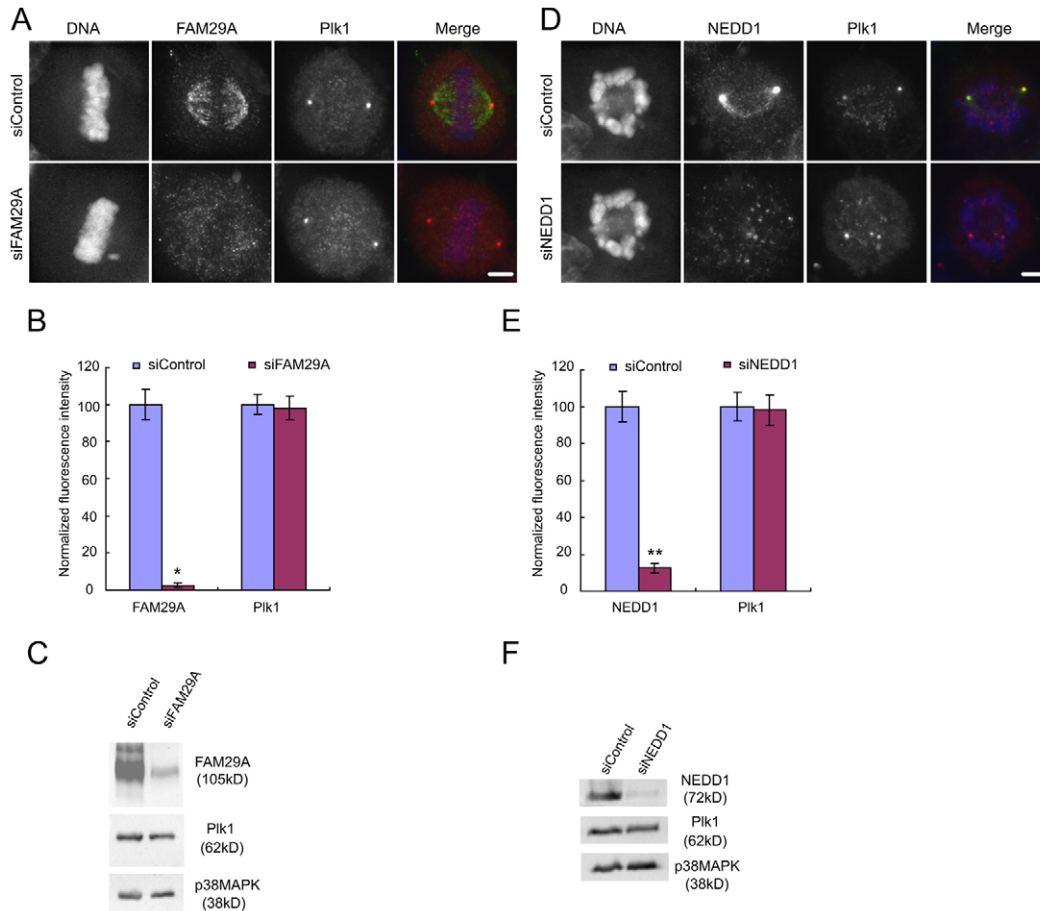 A
DNA FAM29A Plk1 Merge
siControl
siFAM29A
B
siControl siFAM29A
Normalized fluorescence intensity
120
100
80
60
40
20
0
*
FAM29A Plk1
C
siControl siFAM29A
FAM29A
(105kD)
Plk1
(62kD)
p38MAPK
(38kD)
D
DNA NEDD1 Plk1 Merge
siControl
siNEDD1
E
siControl siNEDD1
Normalized fluorescence intensity
120
100
80
60
40
20
0
**
NEDD1 Plk1
F
siControl siNEDD1
NEDD1
(72kD)
Plk1
(62kD)
p38MAPK
(38kD)